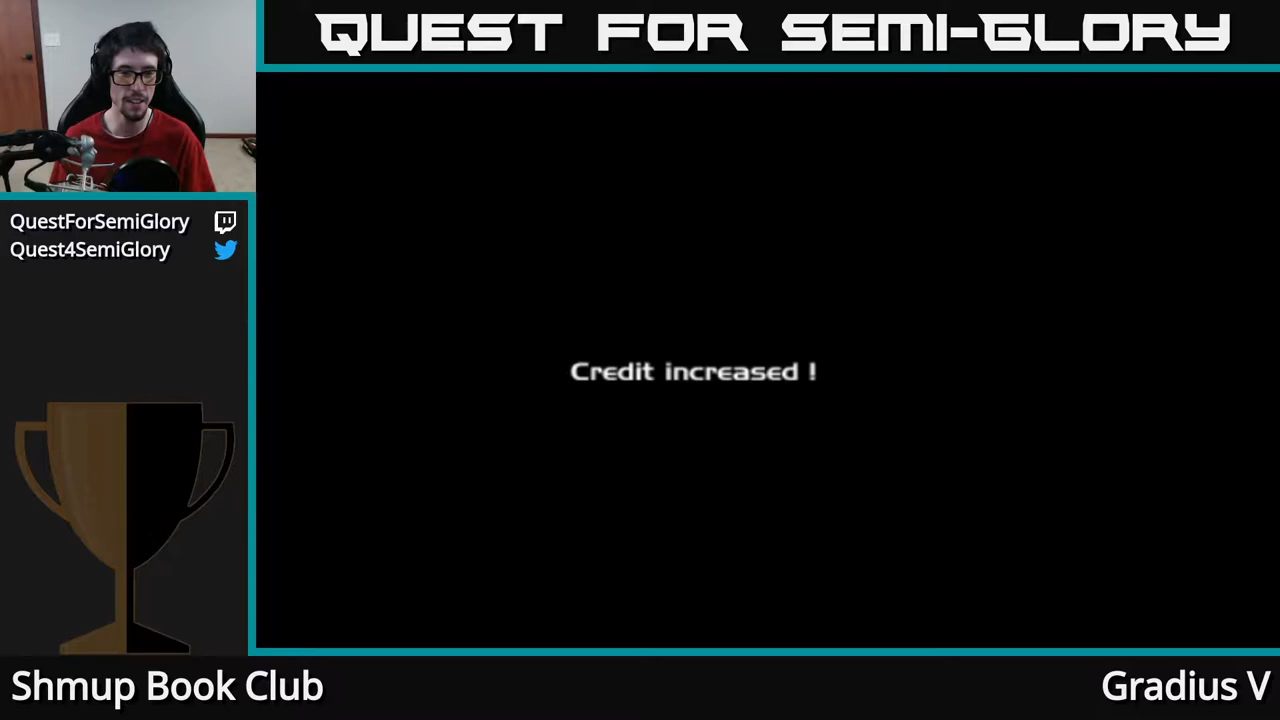 QUEST FOR SEMI-GLORY
QuestForSemiGlory
Quest4SemiGlory
Credit increased !
Shmup Book Club
Gradius V